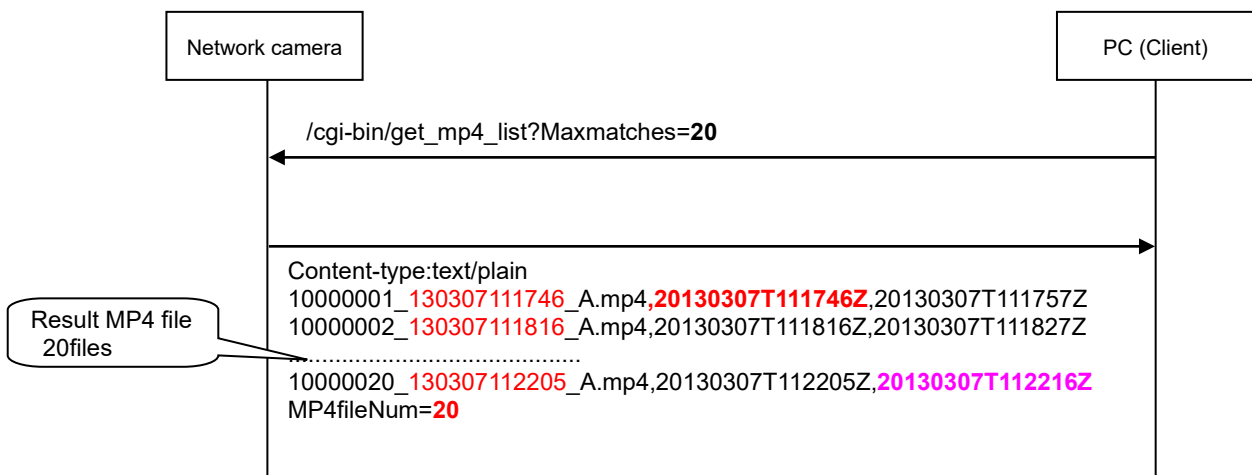 Network camera
PC (Client)
/cgi-bin/get_mp4_list?Maxmatches=20
Content-type:text/plain
10000001_130307111746_A.mp4,20130307T111746Z,20130307T111757Z
10000002_130307111816_A.mp4,20130307T111816Z,20130307T111827Z
Result MP4 file
20files
...........................................
10000020_130307112205_A.mp4,20130307T112205Z,20130307T112216Z
MP4fileNum=20